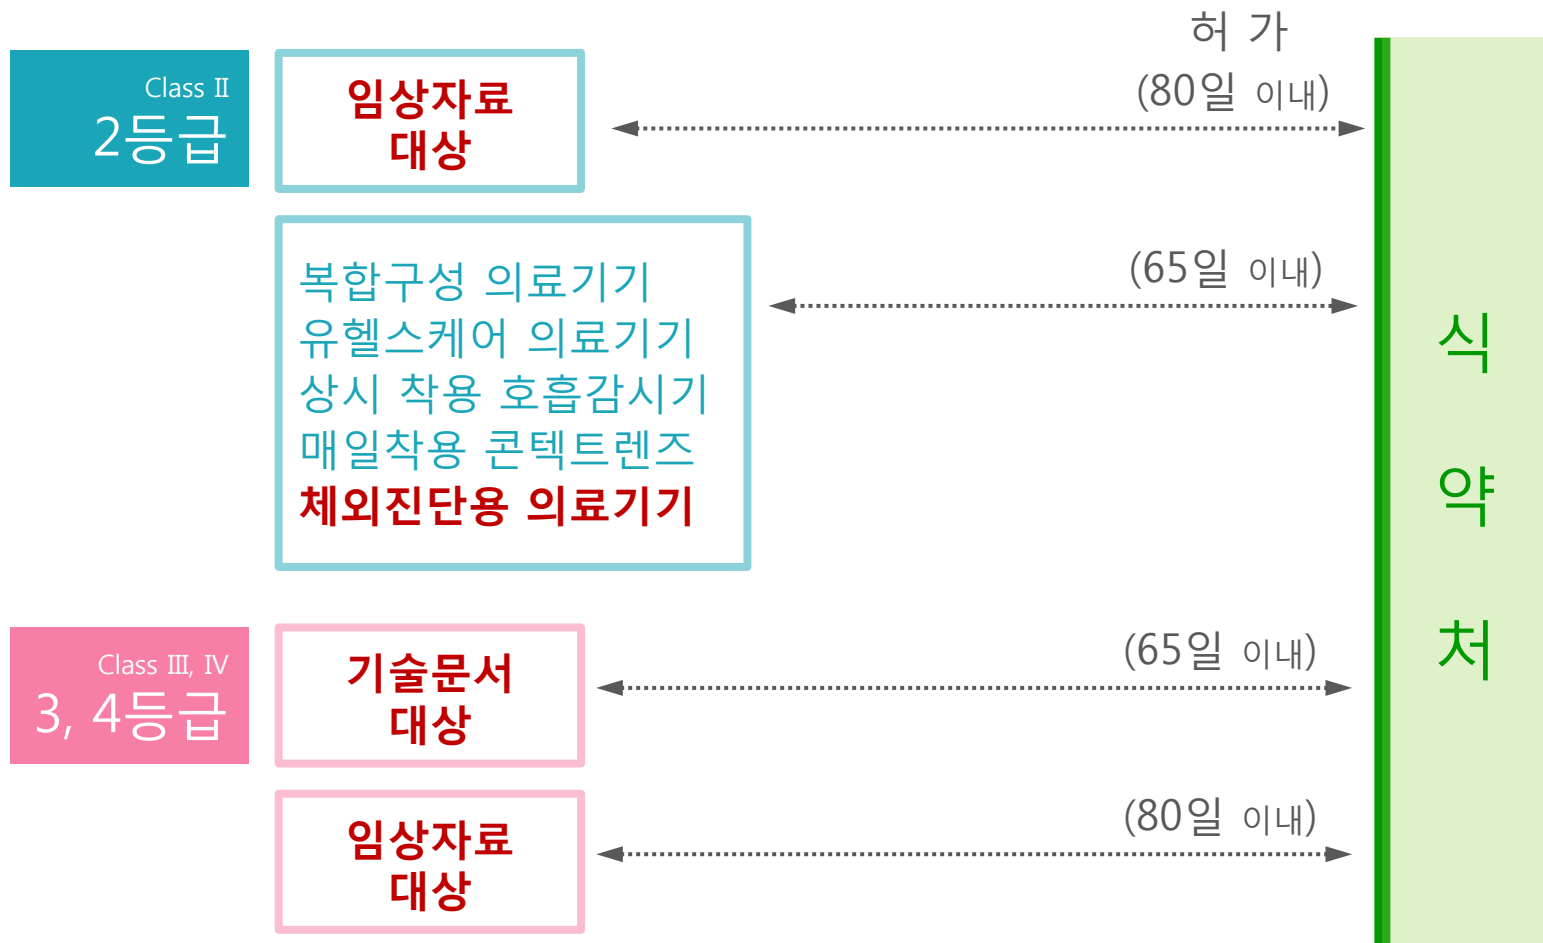 허 가
Class Ⅱ
2등급
임상자료
대상
(80일 이내)
복합구성 의료기기
유헬스케어 의료기기
상시 착용 호흡감시기
매일착용 콘텍트렌즈
체외진단용 의료기기
(65일 이내)
Class Ⅲ, Ⅳ
3, 4등급
기술문서
대상
(65일 이내)
임상자료
대상
(80일 이내)
식
약
처